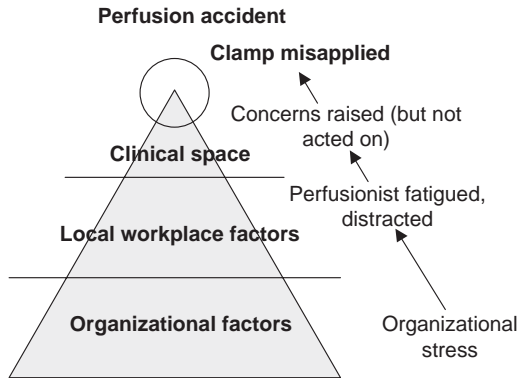 Perfusion accident
Clamp misapplied
Concerns raised (but not
acted on)
Clinical space
Perfusionist fatigued,
distracted
Local workplace factors
Organizational factors
Organizational
stress